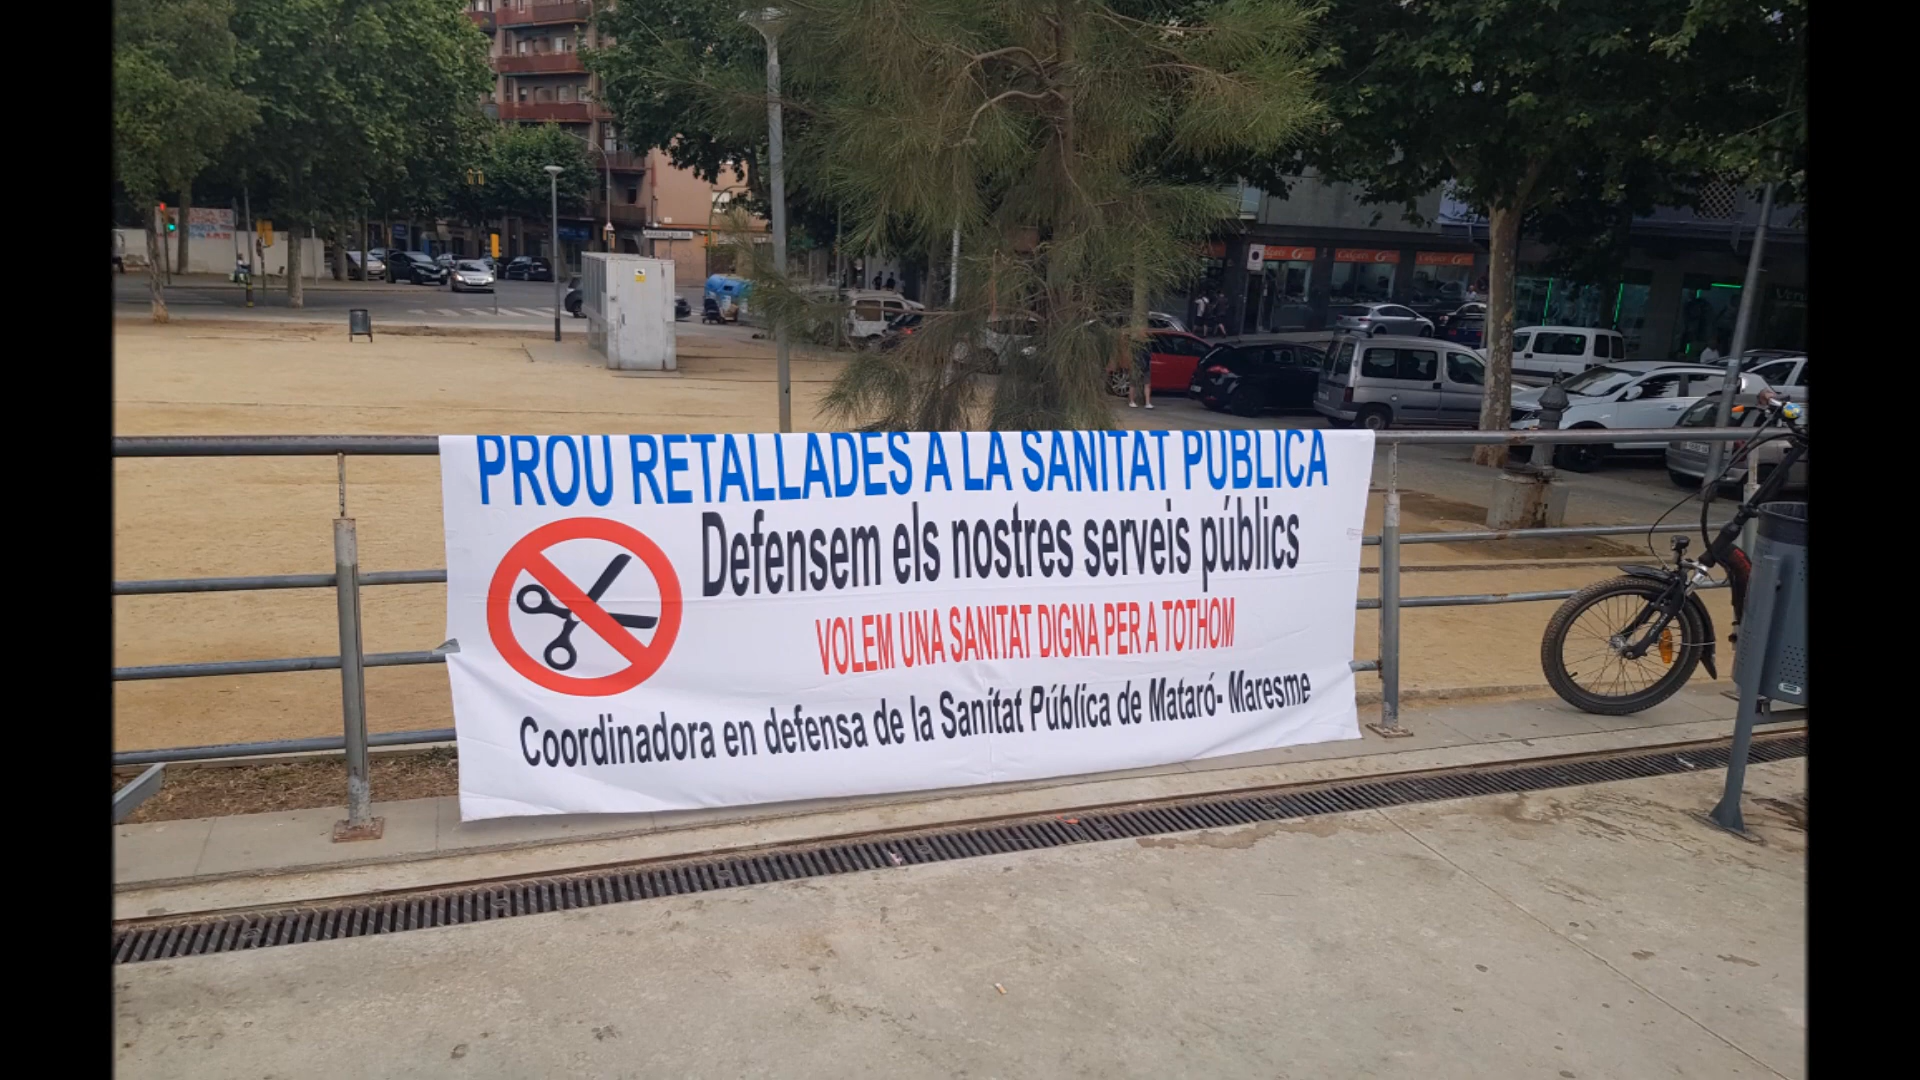 PROU RETALLADES A LA SANITAT PÚBLICA
Defensem els nostres serveis públics
VOLEM UNA SANITAT DIGNA PER A TOTHOM
Coordinadora en defensa de la Sanitat Pública de Mataró- Maresme